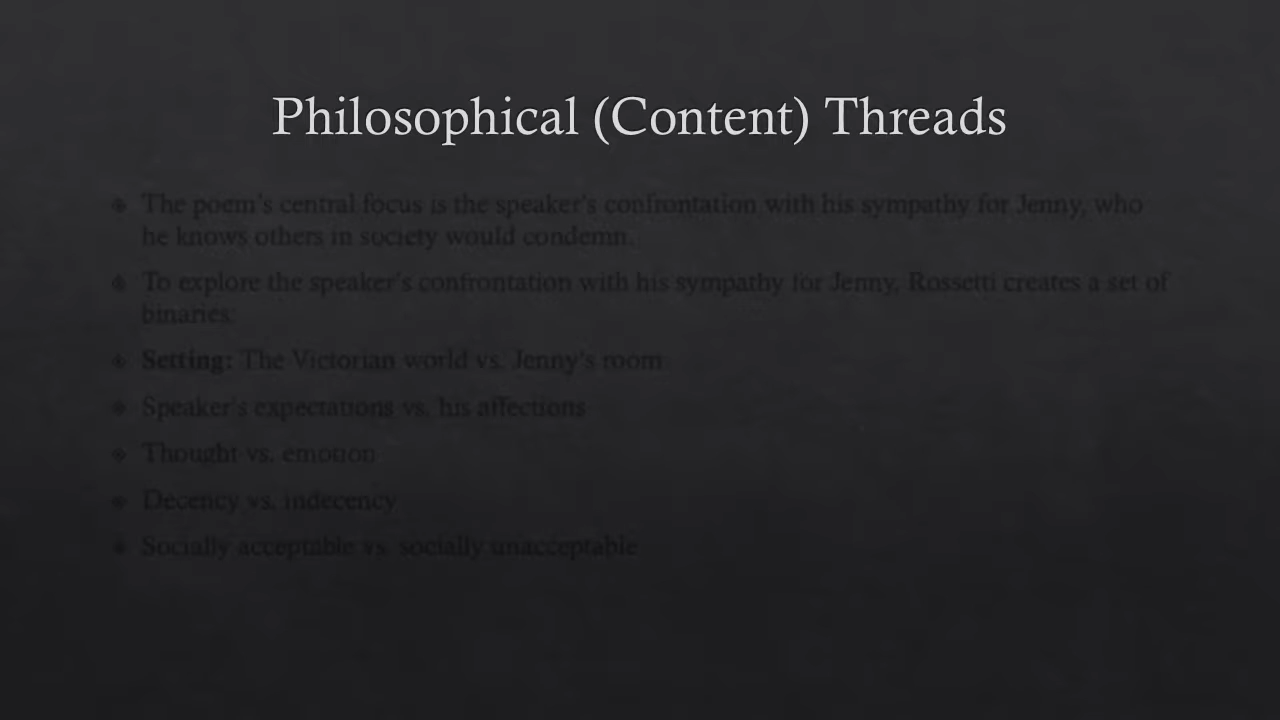 Philosophical (Content) Threads
The poem's central focus is the speaker's confrontation with his sympathy for Jenny, who
he knows others in society would condemn.
To explore the speaker's confrontation with his sympathy for Jenny, Rossetti creates a set of
binaries:
Setting: The Victorian world vs. Jenny's room
Speaker's expectations vs. his affections
Thought vs. emotion
Decency vs. indecency
Socially acceptable vs. socially unacceptable